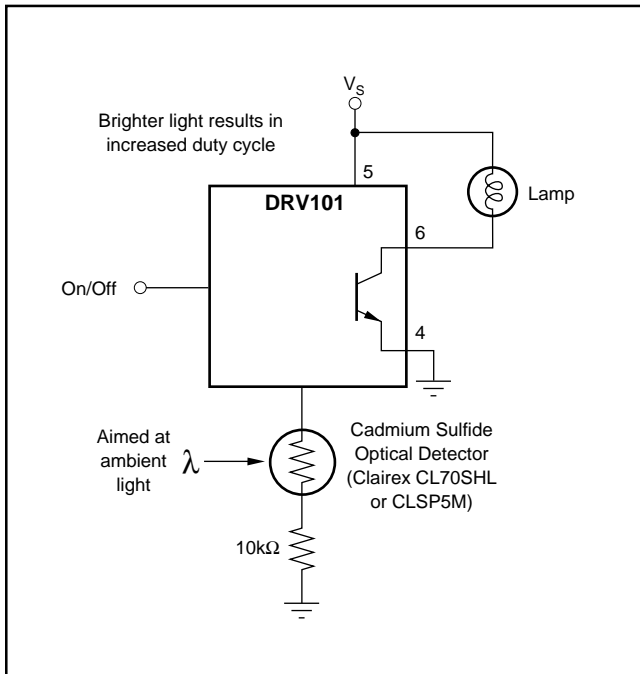 V_S
Brighter light results in
increased duty cycle
5
DRV101
Lamp
6
On/Off
4
Aimed at
ambient
light
λ
Cadmium Sulfide
Optical Detector
(Clairex CL70SHL
or CLSP5M)
10kΩ